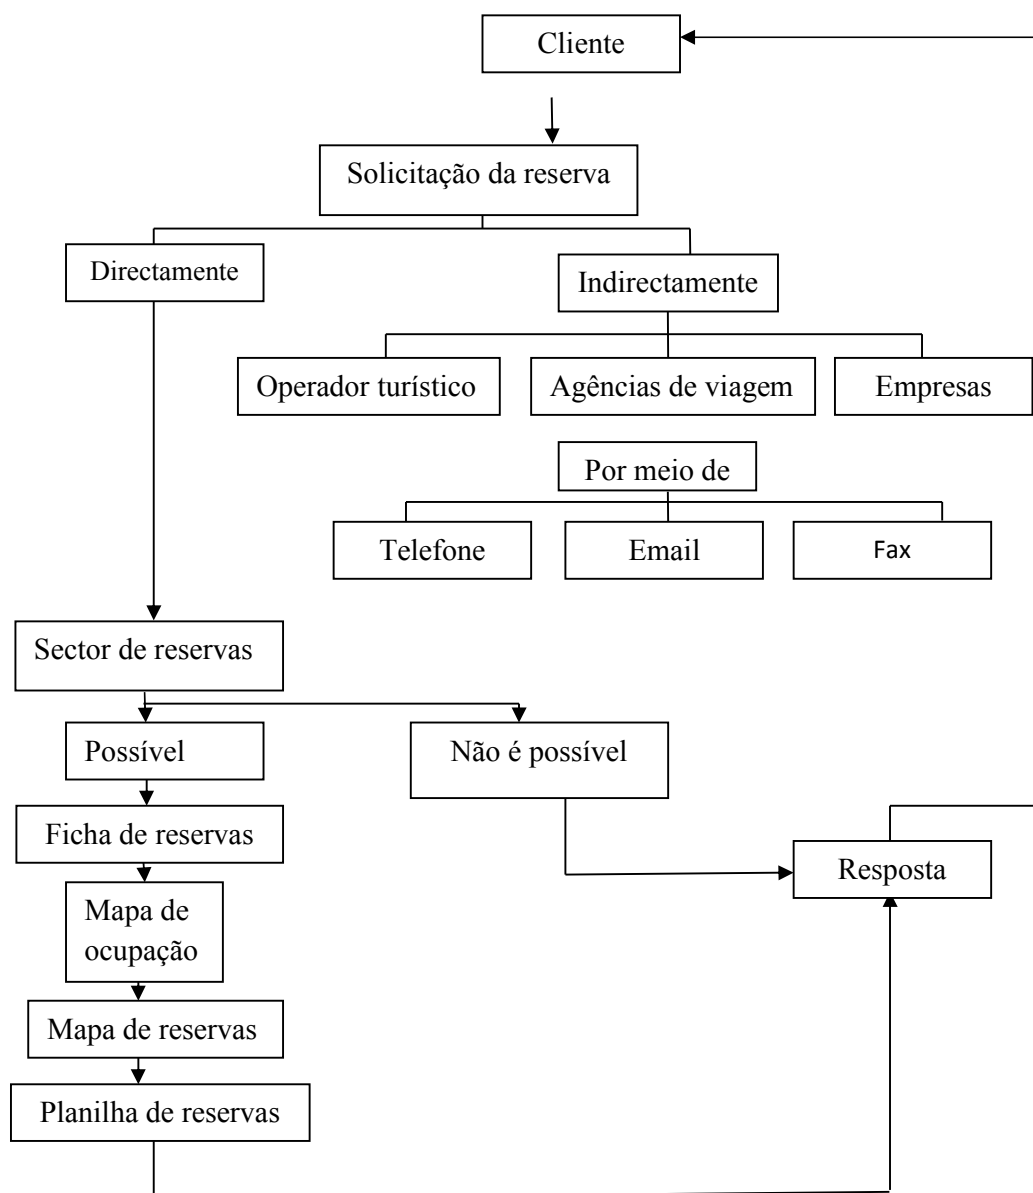 Cliente
Solicitação da reserva
Directamente
Indirectamente
Operador turístico
Agências de viagem
Empresas
Por meio de
Telefone
Email
Fax
Sector de reservas
Possível
Não é possível
Ficha de reservas
Resposta
Mapa de
ocupação
Mapa de reservas
Planilha de reservas